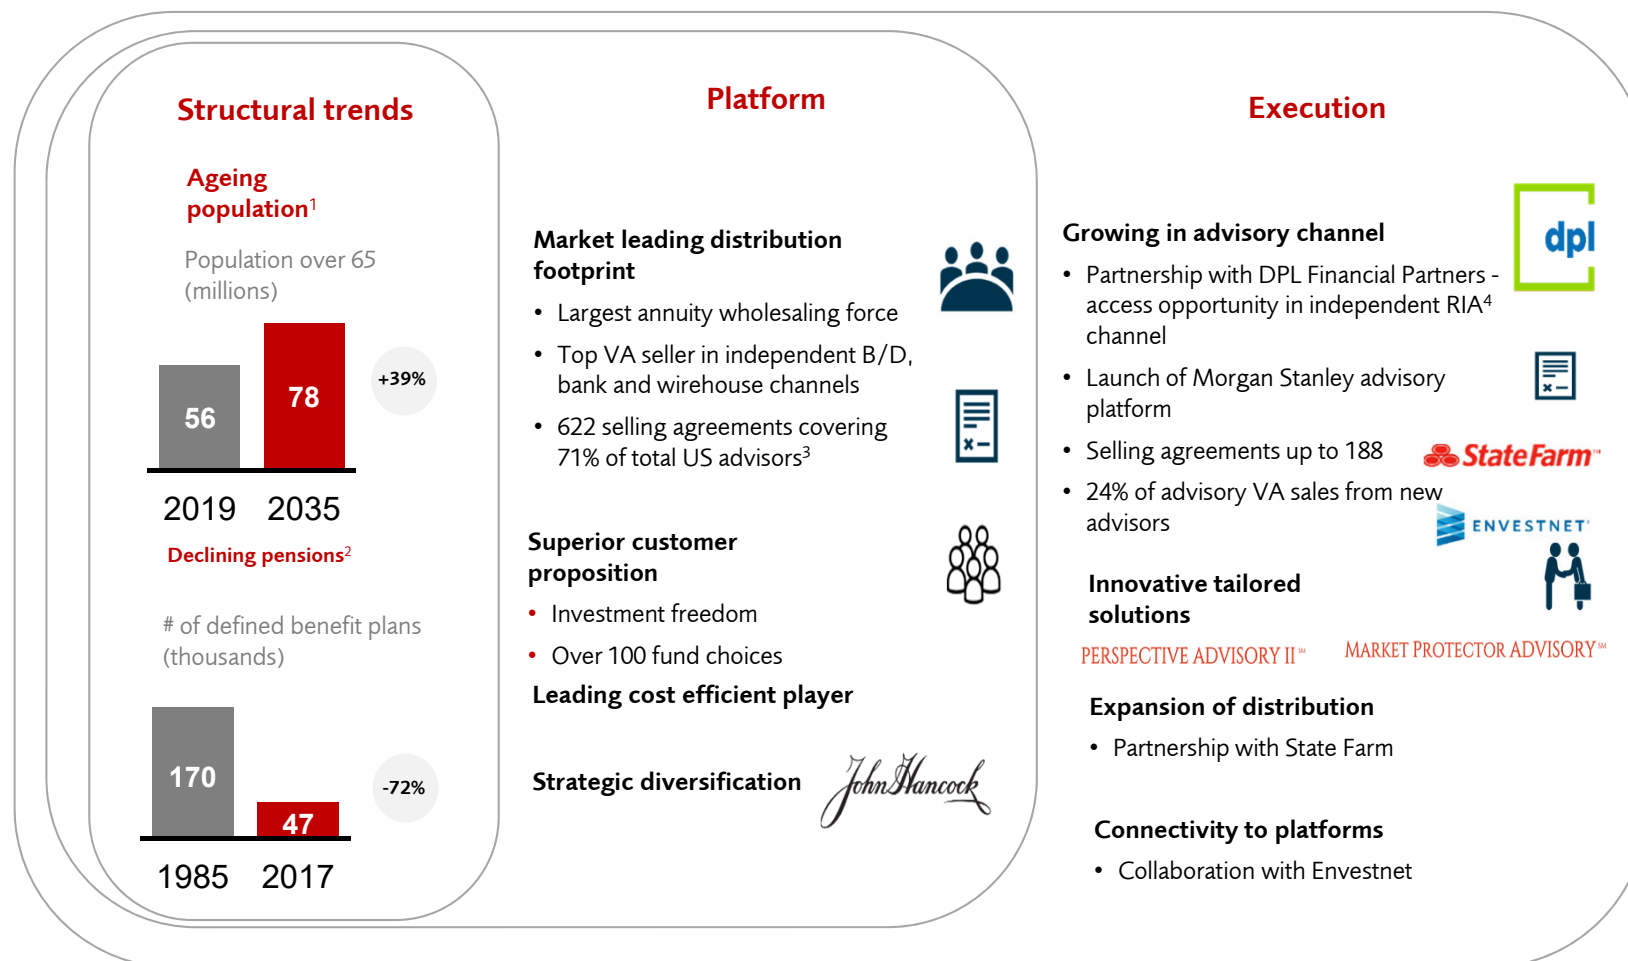 Structural trends
Ageing
population1
Population over 65
(millions)
56
78
+39%
2019 2035
Declining pensions2
# of defined benefit plans
(thousands)
170
47
-72%
1985 2017
Platform
Market leading distribution
footprint
• Largest annuity wholesaling force
• Top VA seller in independent B/D,
bank and wirehouse channels
• 622 selling agreements covering
71% of total US advisors3
Superior customer
proposition
• Investment freedom
• Over 100 fund choices
Leading cost efficient player
Strategic diversification
John Hancock
Execution
dpl
Growing in advisory channel
• Partnership with DPL Financial Partners -
access opportunity in independent RIA4
channel
• Launch of Morgan Stanley advisory
platform
• Selling agreements up to 188
StateFarm™
• 24% of advisory VA sales from new
advisors
ENVESTNET
Innovative tailored
solutions
PERSPECTIVE ADVISORY II℠
MARKET PROTECTOR ADVISORY℠
Expansion of distribution
• Partnership with State Farm
Connectivity to platforms
• Collaboration with Envestnet